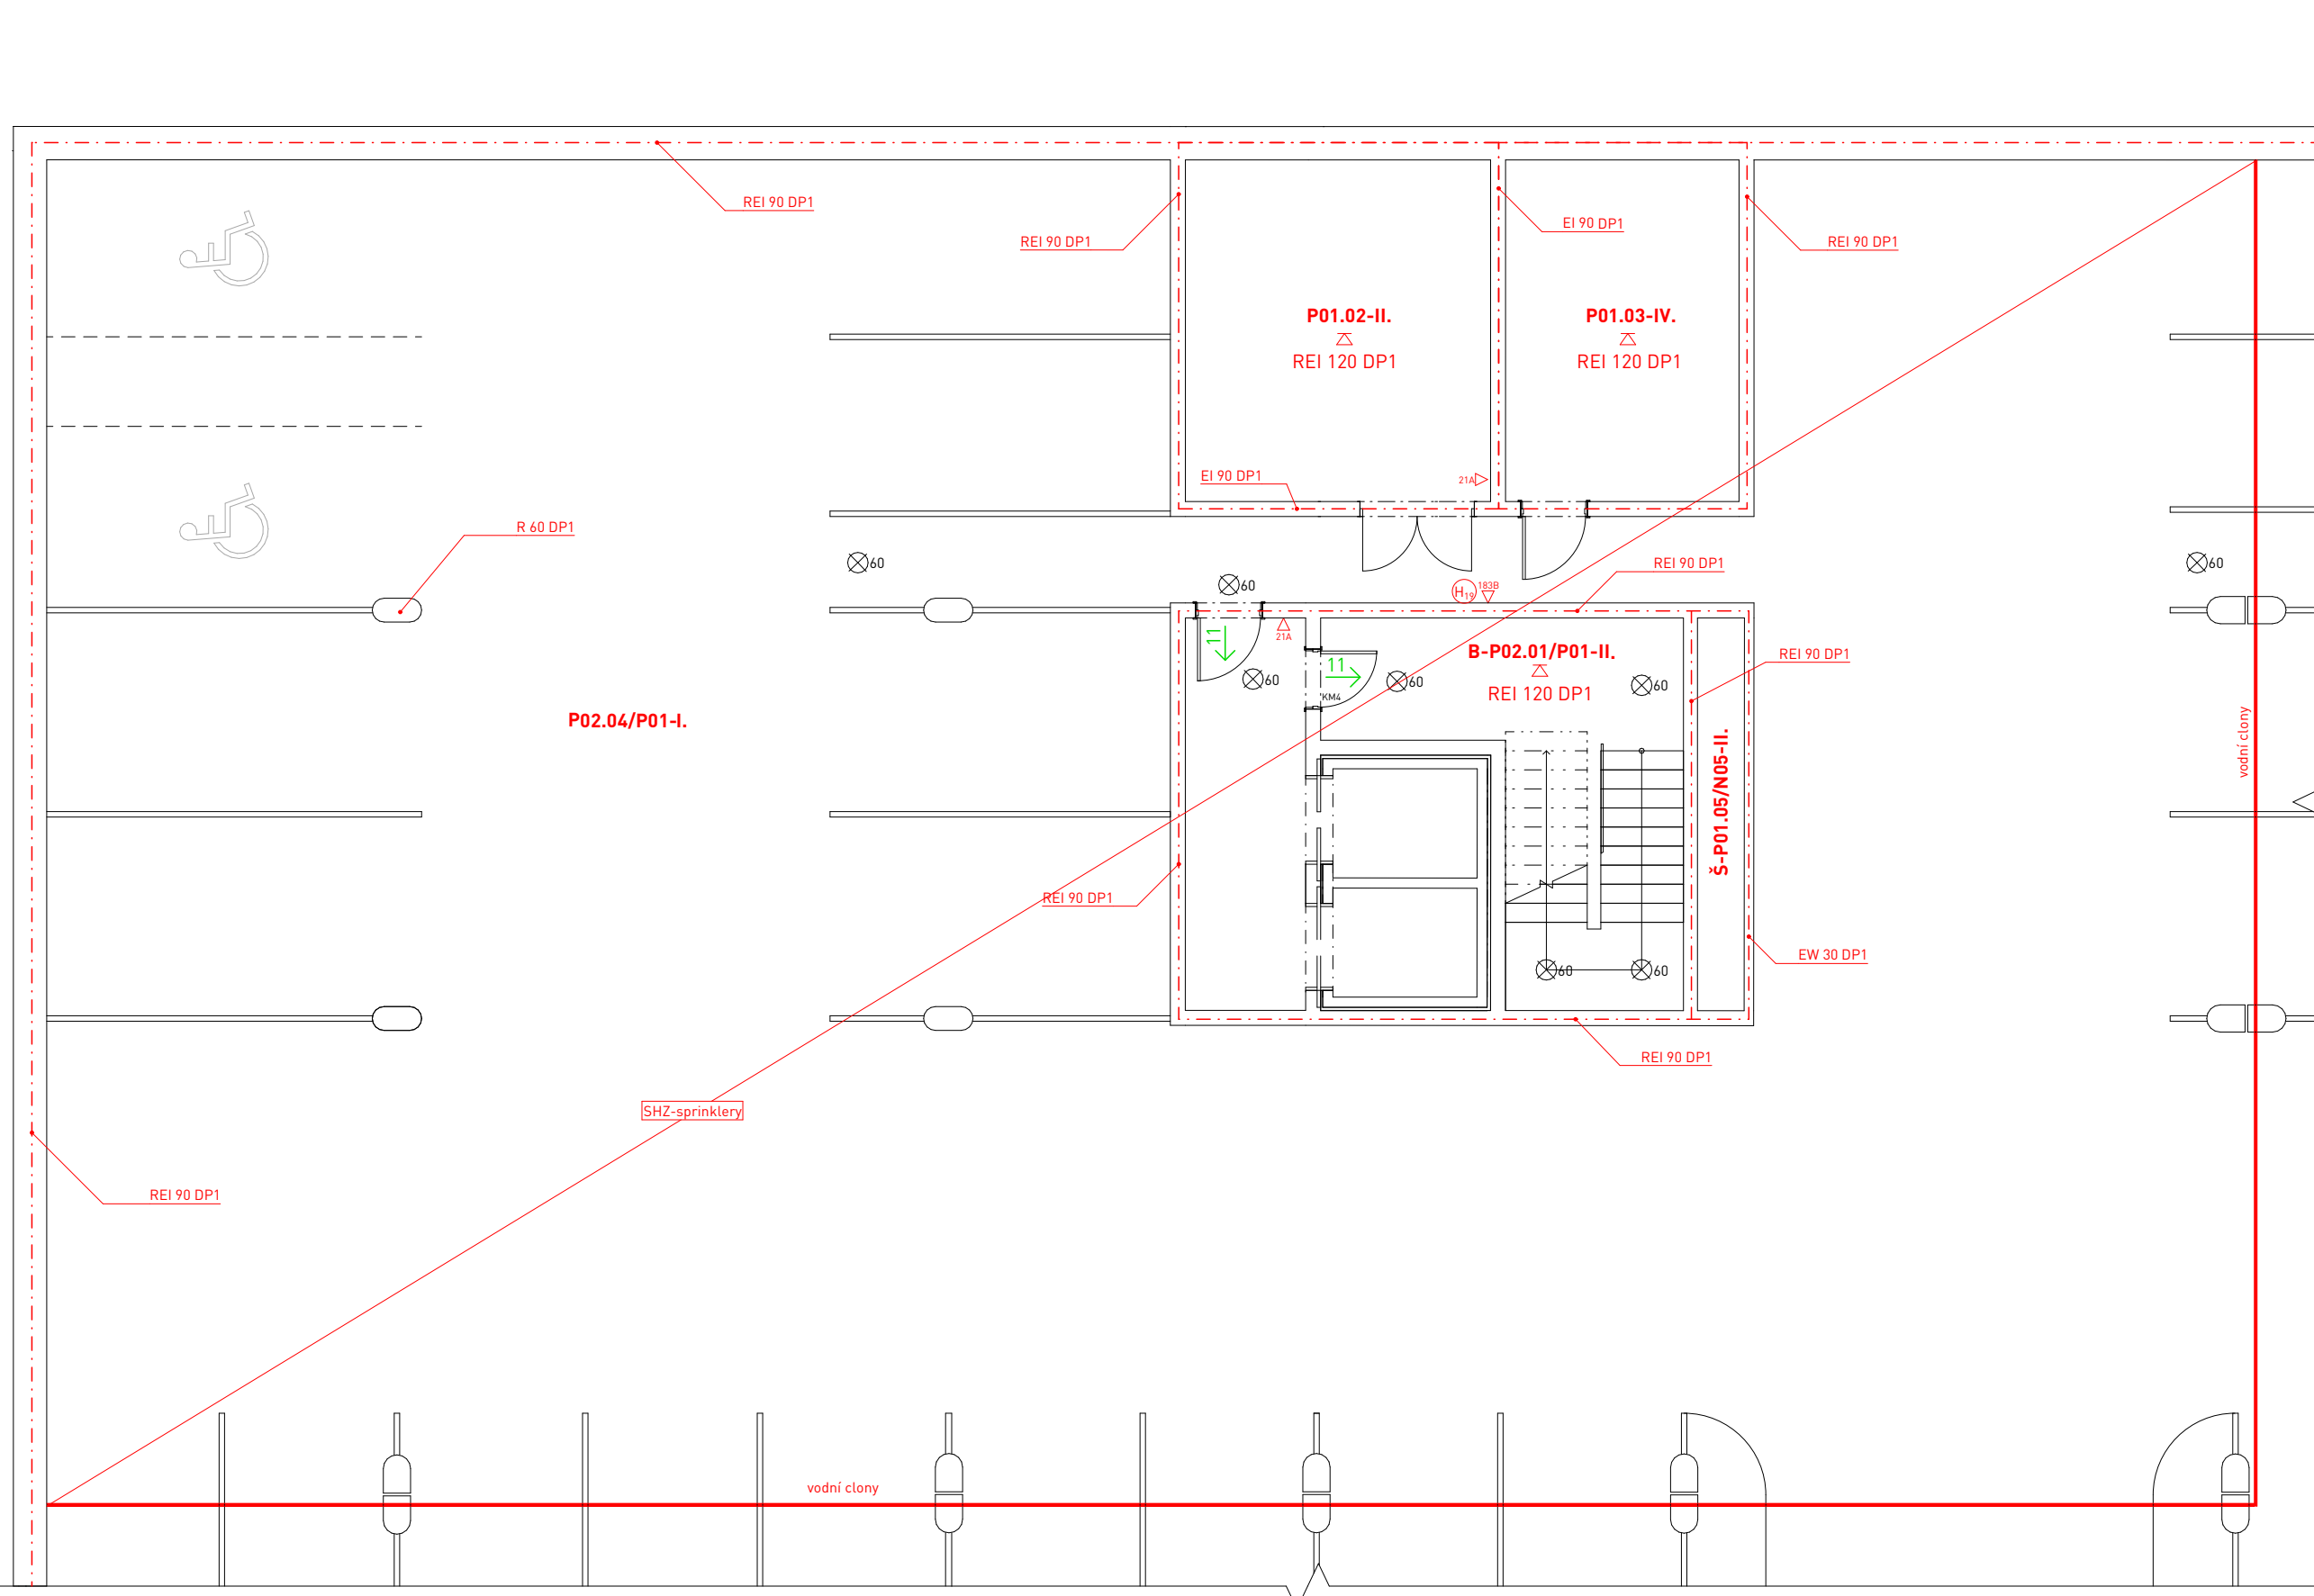 REI 90 DP1
REI 90 DP1
EI 90 DP1
REI 90 DP1
P01.02-II.
REI 120 DP1
P01.03-IV.
REI 120 DP1
EI 90 DP1
21A
R 60 DP1
60
60
60
H19
183B
REI 90 DP1
11
21A
60
11
KM4
60
B-P02.01/P01-II.
REI 120 DP1
60
REI 90 DP1
P02.04/P01-I.
Š-P01.05/N05-II.
vodní clony
REI 90 DP1
EW 30 DP1
60
60
REI 90 DP1
SHZ-sprinklery
REI 90 DP1
vodní clony